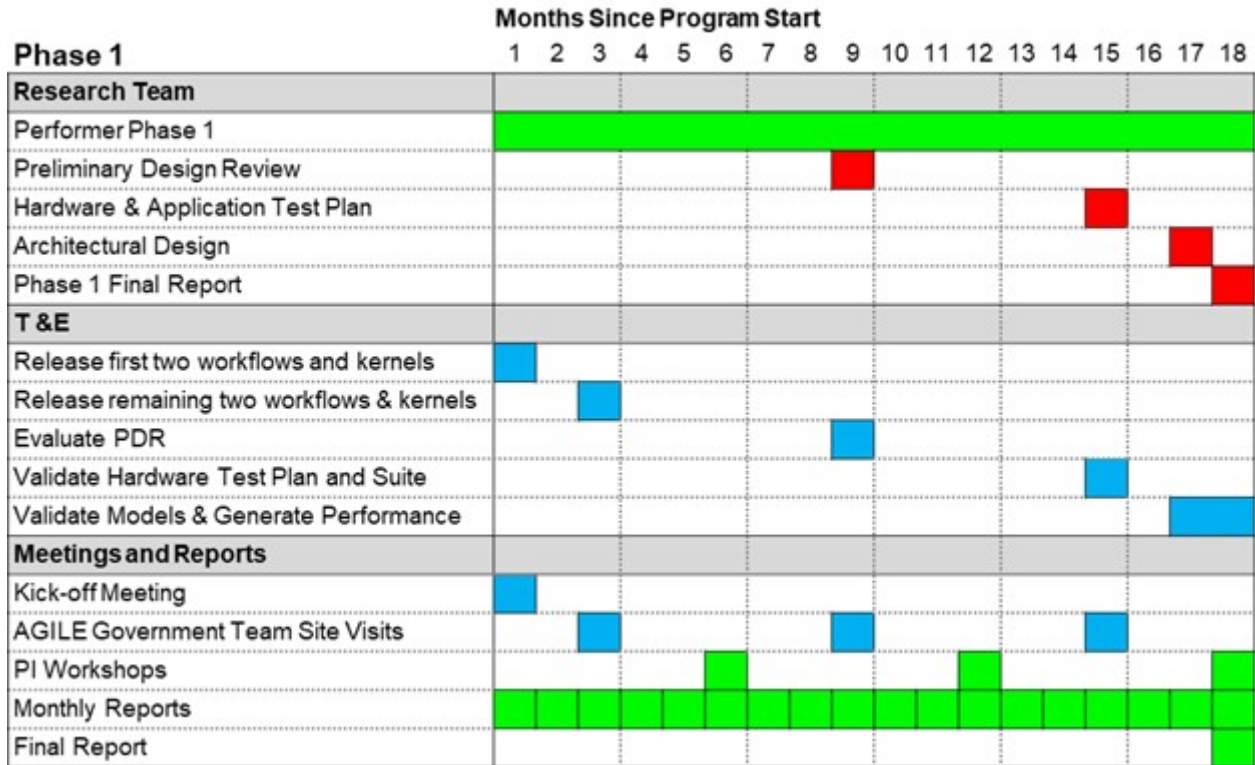 Months Since Program Start
Phase 1 1 2 3 4 5 6 7 8 9 10 11 12 13 14 15 16 17 18
Research Team
Performer Phase 1
Preliminary Design Review
Hardware & Application Test Plan
Architectural Design
Phase 1 Final Report
T &E
Release first two workflows and kernels
Release remaining two workflows & kernels
Evaluate PDR
Validate Hardware Test Plan and Suite
Validate Models & Generate Performance
Meetings and Reports
Kick-off Meeting
AGILE Government Team Site Visits
PI Workshops
Monthly Reports
Final Report